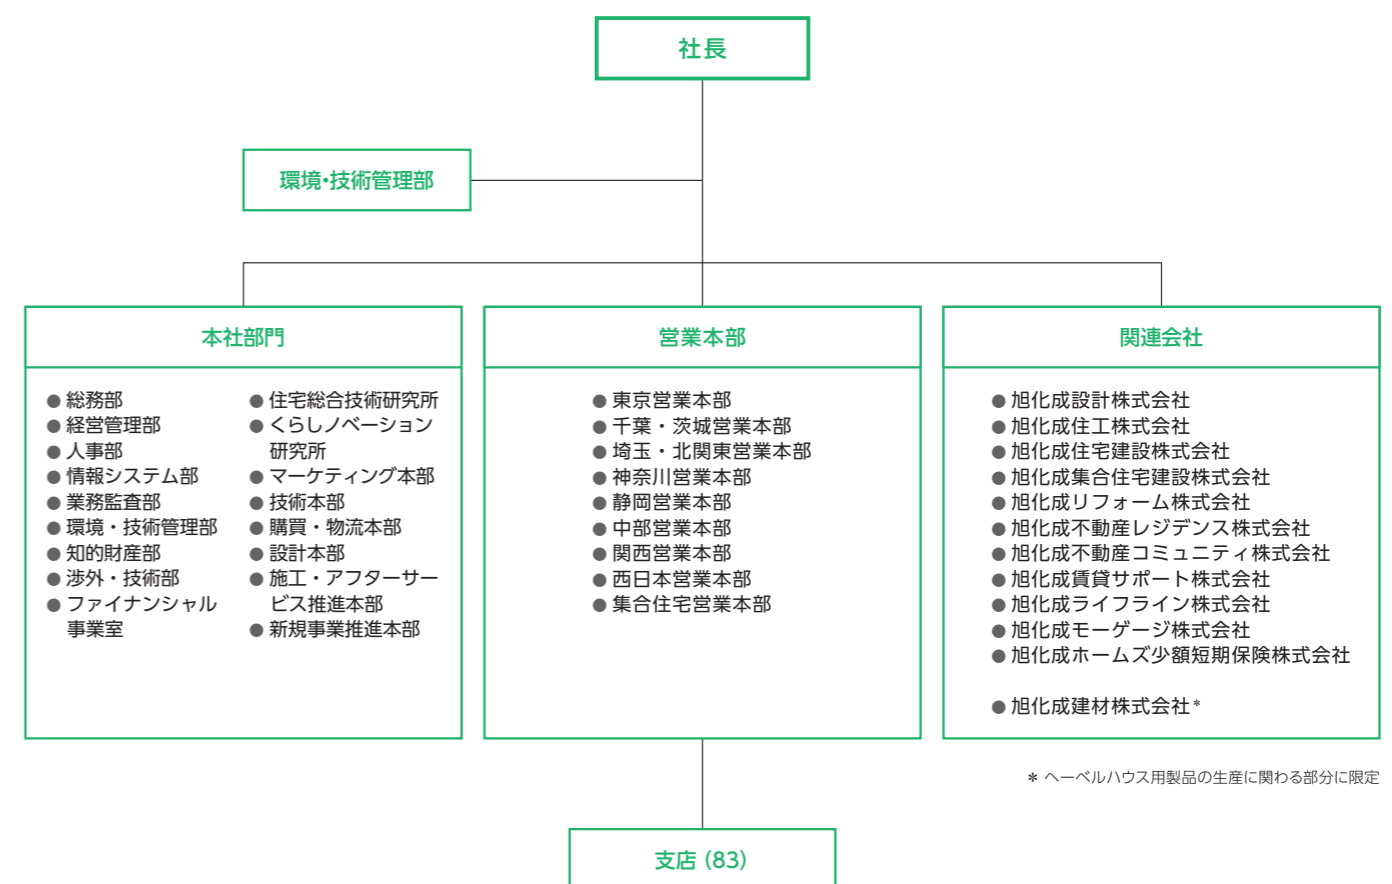 社長
環境・技術管理部
本社部門
● 総務部
● 経営管理部
● 人事部
● 情報システム部
● 業務監査部
● 環境・技術管理部
● 知的財産部
● 渉外・技術部
● ファイナンシャル
事業室
● 住宅総合技術研究所
● くらしノベーション
研究所
● マーケティング本部
● 技術本部
● 購買・物流本部
● 設計本部
● 施工・アフターサー
ビス推進本部
● 新規事業推進本部
営業本部
● 東京営業本部
● 千葉・茨城営業本部
● 埼玉・北関東営業本部
● 神奈川営業本部
● 静岡営業本部
● 中部営業本部
● 関西営業本部
● 西日本営業本部
● 集合住宅営業本部
関連会社
● 旭化成設計株式会社
● 旭化成住工株式会社
● 旭化成住宅建設株式会社
● 旭化成集合住宅建設株式会社
● 旭化成リフォーム株式会社
● 旭化成不動産レジデンス株式会社
● 旭化成不動産コミュニティ株式会社
● 旭化成賃貸サポート株式会社
● 旭化成ライフライン株式会社
● 旭化成モーゲージ株式会社
● 旭化成ホームズ少額短期保険株式会社
● 旭化成建材株式会社*
* ヘーベルハウス用製品の生産に関わる部分に限定
支店 (83)